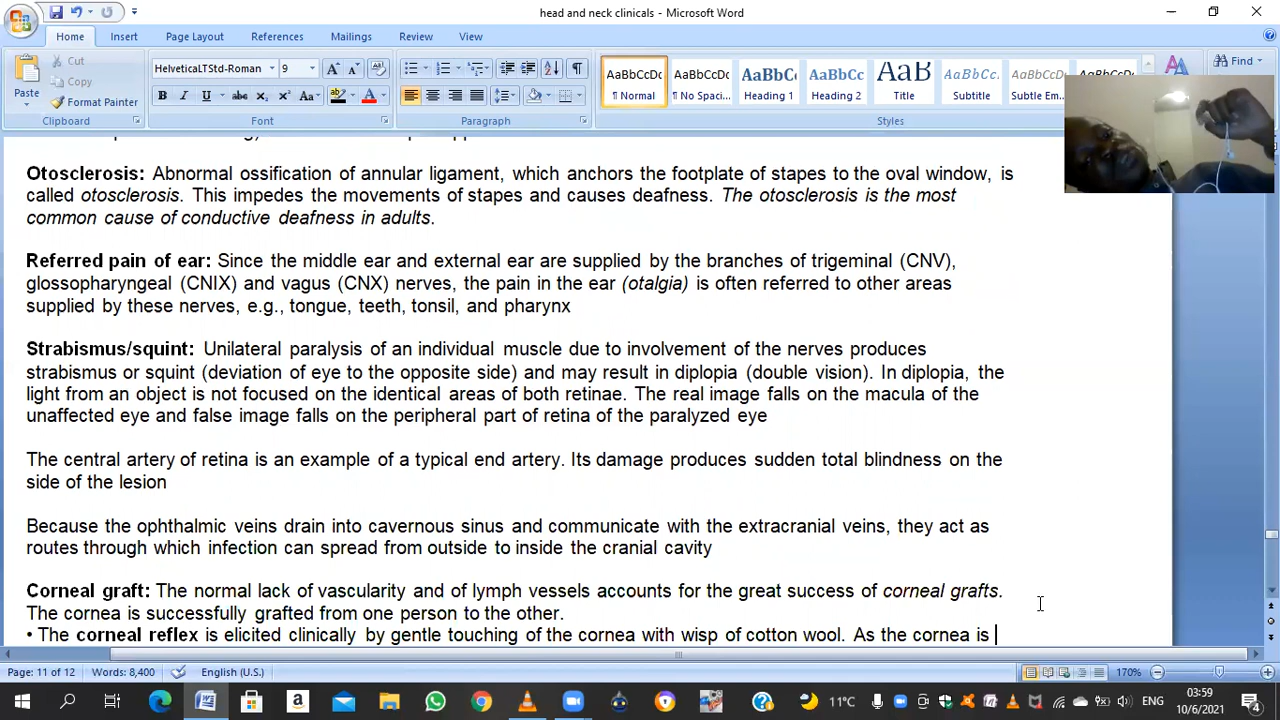 head and neck clinicals - Microsoft Word
Home Insert Page Layout References Mailings Review View
Paste
Cut
Copy
Format Painter
HelveticaLTStd-Roman 9
AaBbCcDc AaBbCcDc AaBbCc AaBbCc AaB AaBbCc. AaBbCcDc AaBbCcDc
¶ Normal ¶ No Spaci... Heading 1 Heading 2 Title Subtitle Subtle Em...
Find
Clipboard Font Paragraph Styles
Otosclerosis: Abnormal ossification of annular ligament, which anchors the footplate of stapes to the oval window, is
called otosclerosis. This impedes the movements of stapes and causes deafness. The otosclerosis is the most
common cause of conductive deafness in adults.
Referred pain of ear: Since the middle ear and external ear are supplied by the branches of trigeminal (CNV),
glossopharyngeal (CNIX) and vagus (CNX) nerves, the pain in the ear (otalgia) is often referred to other areas
supplied by these nerves, e.g., tongue, teeth, tonsil, and pharynx
Strabismus/squint: Unilateral paralysis of an individual muscle due to involvement of the nerves produces
strabismus or squint (deviation of eye to the opposite side) and may result in diplopia (double vision). In diplopia, the
light from an object is not focused on the identical areas of both retinae. The real image falls on the macula of the
unaffected eye and false image falls on the peripheral part of retina of the paralyzed eye
The central artery of retina is an example of a typical end artery. Its damage produces sudden total blindness on the
side of the lesion
Because the ophthalmic veins drain into cavernous sinus and communicate with the extracranial veins, they act as
routes through which infection can spread from outside to inside the cranial cavity
Corneal graft: The normal lack of vascularity and of lymph vessels accounts for the great success of corneal grafts.
The cornea is successfully grafted from one person to the other.
• The corneal reflex is elicited clinically by gentle touching of the cornea with wisp of cotton wool. As the cornea is
Page: 11 of 12 Words: 8,400 English (U.S.) 170%
11°C ENG 03:59
10/6/2021